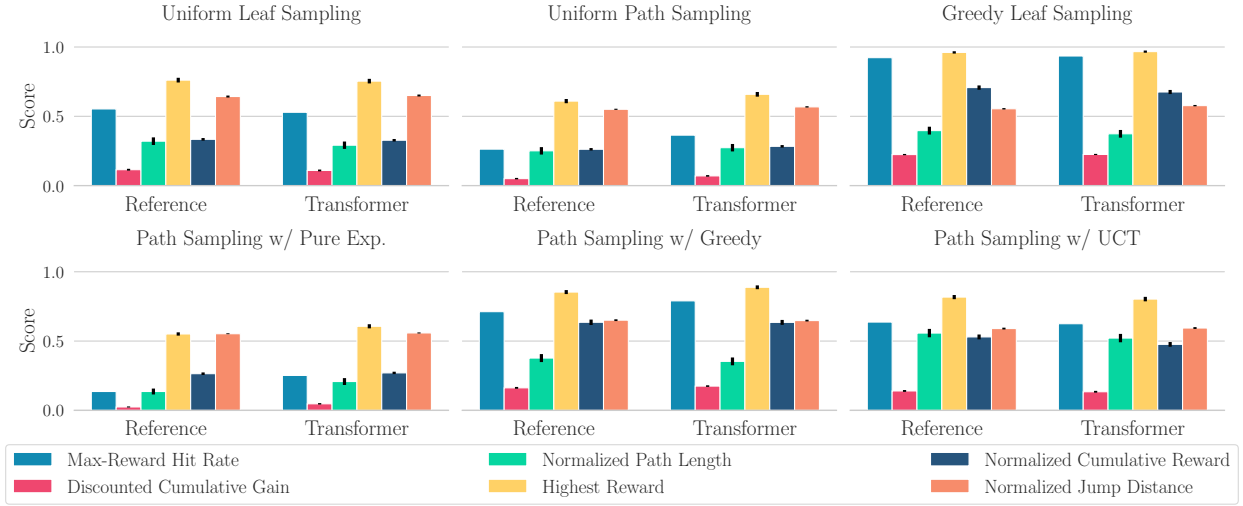 Uniform Leaf Sampling
Uniform Path Sampling
Greedy Leaf Sampling
Score
1.0
0.5
0.0
Reference
Transformer
Reference
Transformer
Reference
Transformer
Path Sampling w/ Pure Exp.
Path Sampling w/ Greedy
Path Sampling w/ UCT
Score
1.0
0.5
0.0
Reference
Transformer
Reference
Transformer
Reference
Transformer
Max-Reward Hit Rate
Discounted Cumulative Gain
Normalized Path Length
Highest Reward
Normalized Cumulative Reward
Normalized Jump Distance